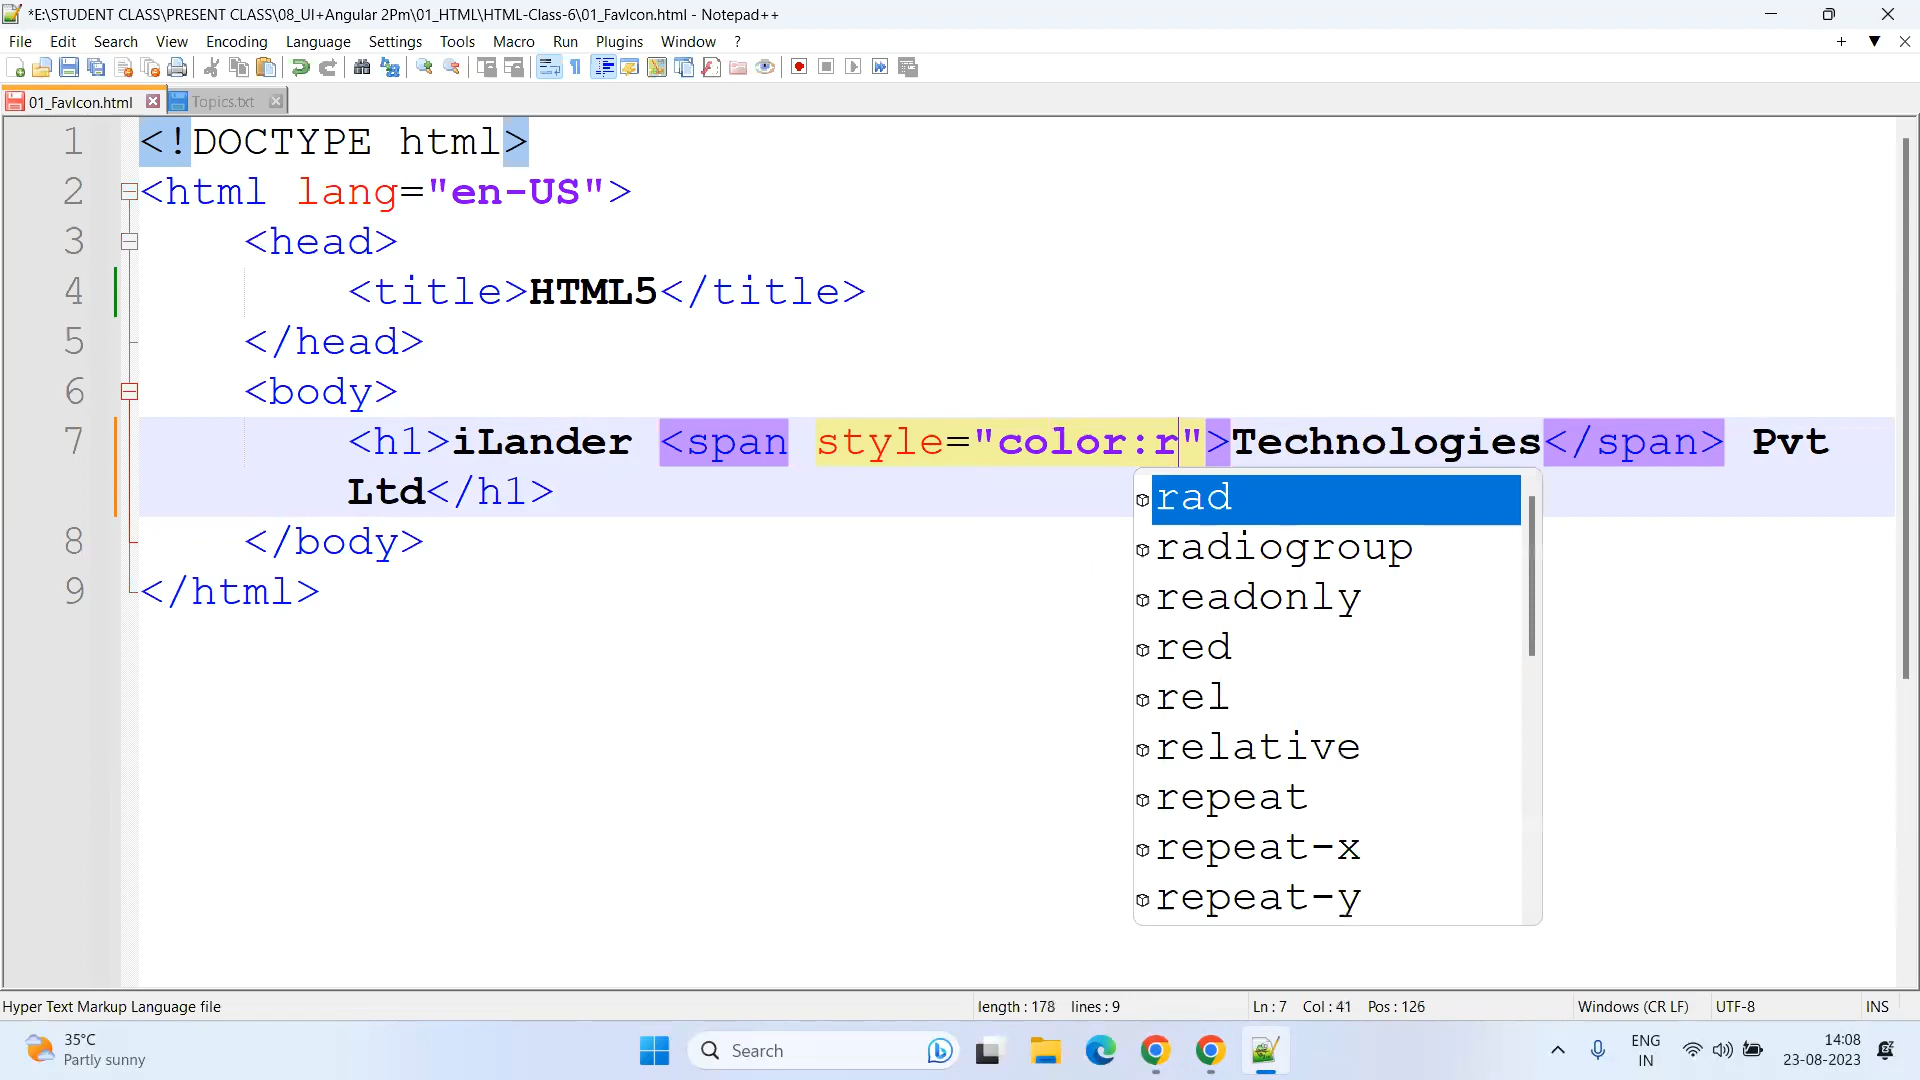 *E:\STUDENT CLASS\PRESENT CLASS\08_UI+Angular 2Pm\01_HTML\HTML-Class-6\01_FavIcon.html - Notepad++
File Edit Search View Encoding Language Settings Tools Macro Run Plugins Window ?
01_FavIcon.html Topics.txt
1 <!DOCTYPE html>
2 <html lang="en-US">
3 <head>
4 <title>HTML5</title>
5 </head>
6 <body>
7 <h1>iLander <span style="color:r">Technologies</span> Pvt
Ltd</h1>
8 </body>
9 </html>
rad
radiogroup
readonly
red
rel
relative
repeat
repeat-x
repeat-y
Hyper Text Markup Language file length : 178 lines : 9 Ln : 7 Col : 41 Pos : 126 Windows (CR LF) UTF-8 INS
35°C
Partly sunny
Search
ENG
IN
14:08
23-08-2023